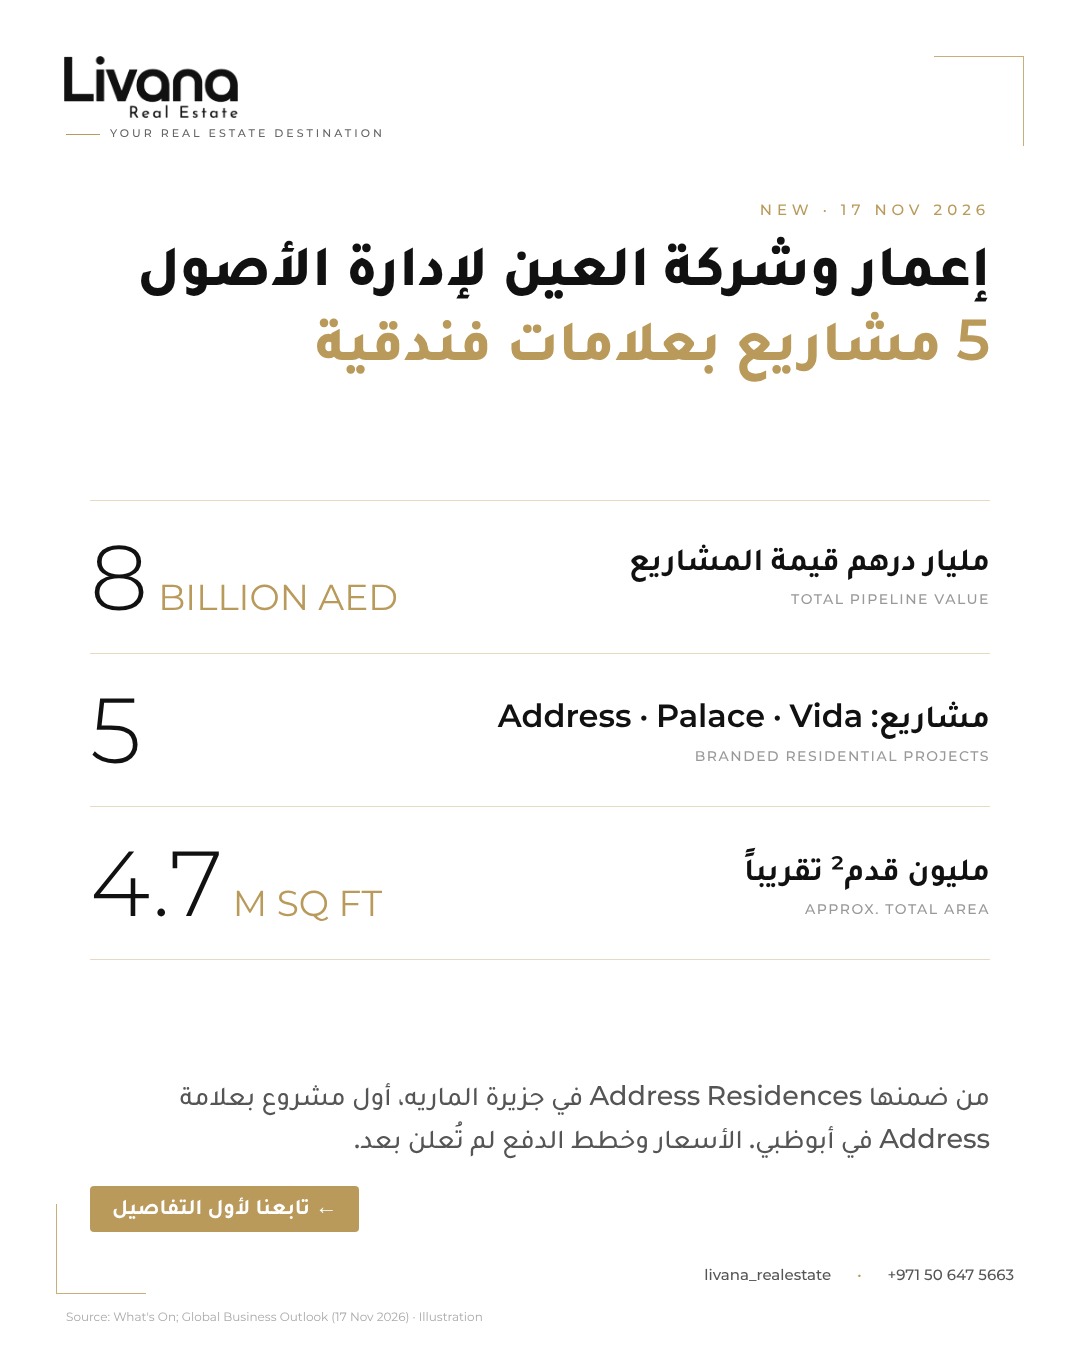 Livana
Real Estate
YOUR REAL ESTATE DESTINATION
NEW · 17 NOV 2026
إعمار وشركة العين لإدارة الأصول
5 مشاريع بعلامات فندقية
8 BILLION AED
مليار درهم قيمة المشاريع
TOTAL PIPELINE VALUE
5
مشاريع: Address · Palace · Vida
BRANDED RESIDENTIAL PROJECTS
4.7 M SQ FT
مليون قدم² تقريباً
APPROX. TOTAL AREA
من ضمنها Address Residences في جزيرة الماريه، أول مشروع بعلامة
Address في أبوظبي. الأسعار وخطط الدفع لم تُعلن بعد.
تابعنا لأول التفاصيل ←
livana_realestate · +971 50 647 5663
Source: What's On; Global Business Outlook (17 Nov 2026) · Illustration